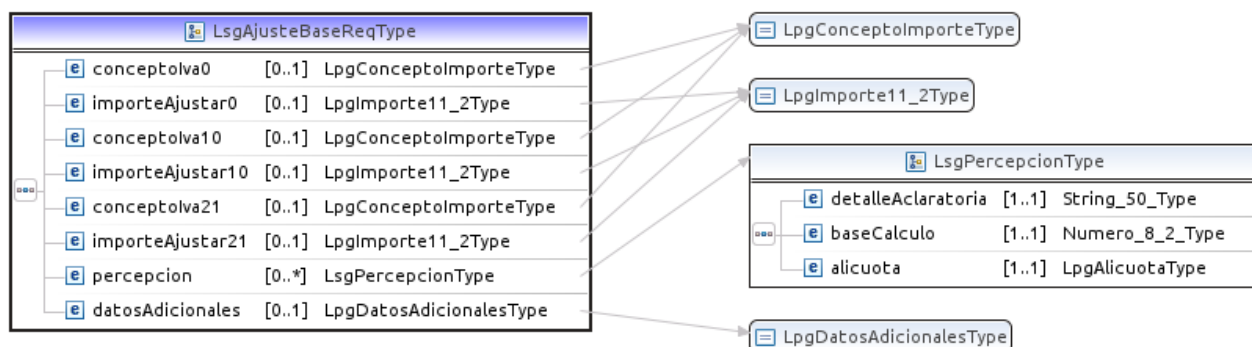 LsgAjusteBaseReqType
e conceptoIva0 [0..1] LpgConceptoImporteType
e importeAjustar0 [0..1] LpgImporte11_2Type
e conceptoIva10 [0..1] LpgConceptoImporteType
e importeAjustar10 [0..1] LpgImporte11_2Type
e conceptoIva21 [0..1] LpgConceptoImporteType
e importeAjustar21 [0..1] LpgImporte11_2Type
e percepcion [0..*] LsgPercepcionType
e datosAdicionales [0..1] LpgDatosAdicionalesType
LpgConceptoImporteType
LpgImporte11_2Type
LsgPercepcionType
e detalleAclaratoria [1..1] String_50_Type
e baseCalculo [1..1] Numero_8_2_Type
e alicuota [1..1] LpgAlicuotaType
LpgDatosAdicionalesType